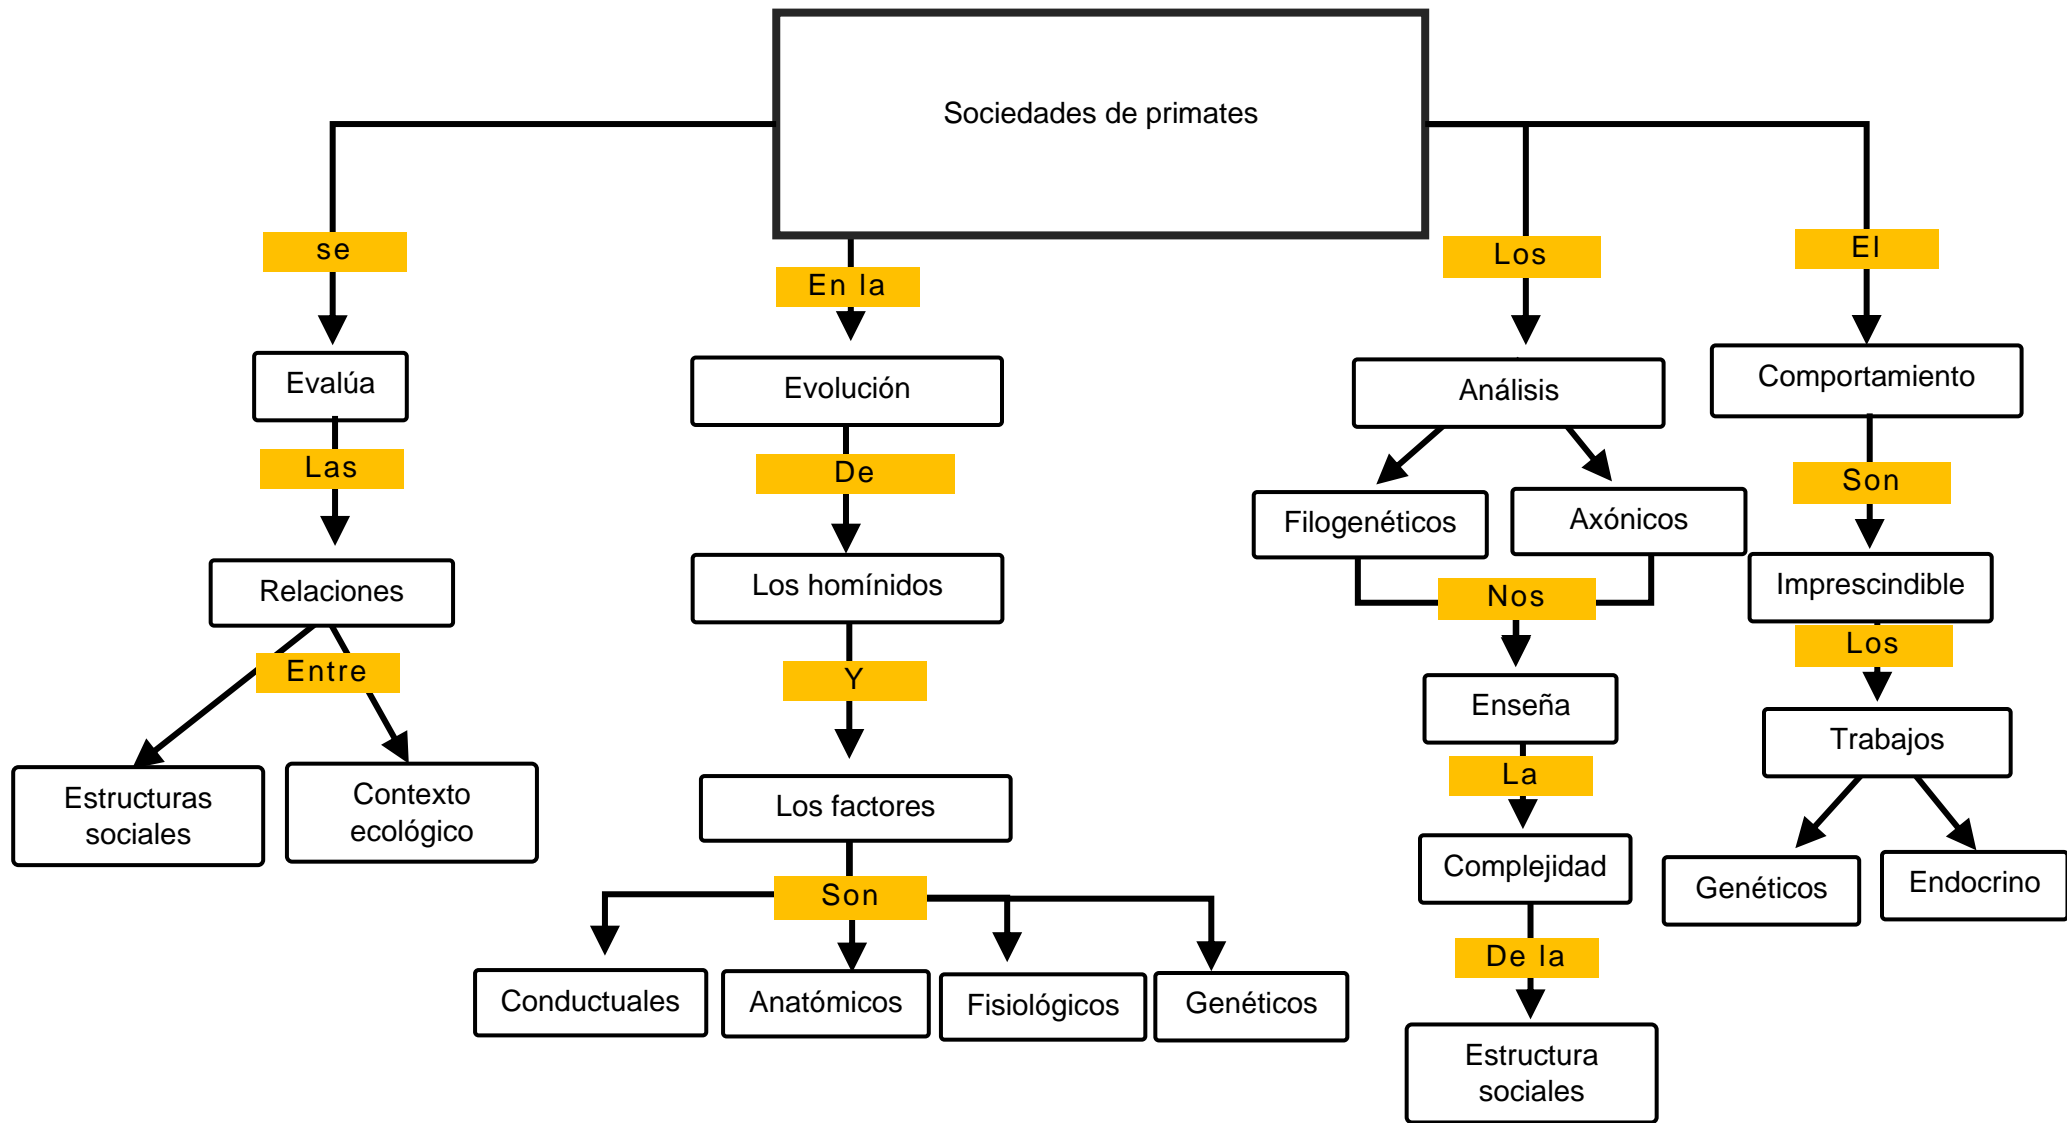 Sociedades de primates
se
En la
Los
El
Evalúa
Evolución
Análisis
Comportamiento
Las
De
Son
Filogenéticos
Axónicos
Relaciones
Los homínidos
Nos
Imprescindible
Entre
Y
Enseña
Los
Estructuras
sociales
Contexto
ecológico
Los factores
La
Trabajos
Son
Complejidad
Genéticos
Endocrino
Conductuales
Anatómicos
Fisiológicos
Genéticos
De la
Estructura
sociales